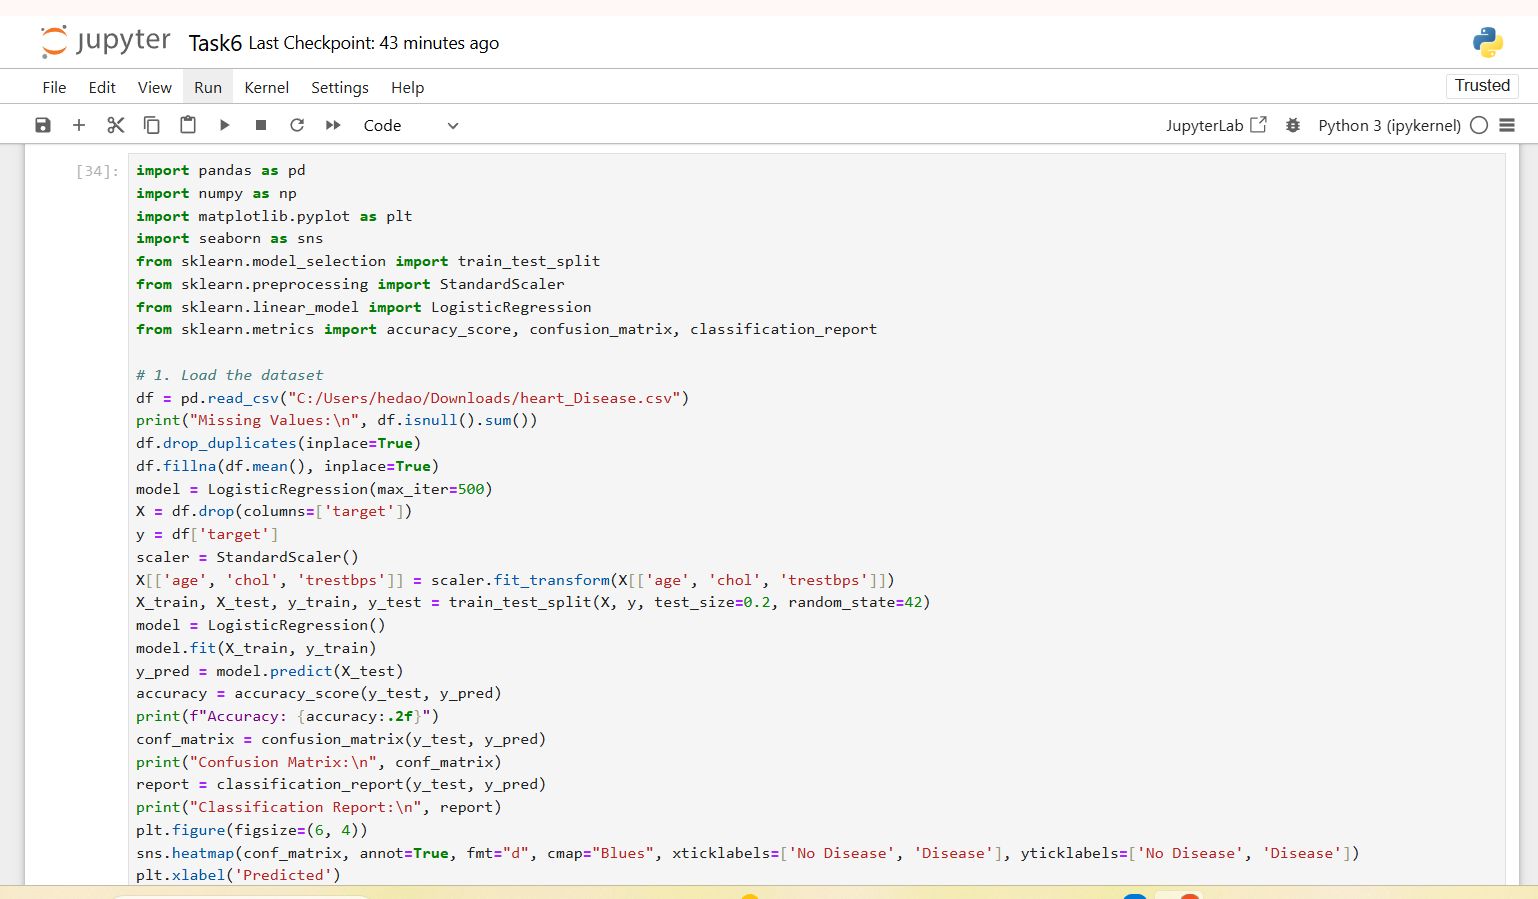 jupyter Task6 Last Checkpoint: 43 minutes ago
File Edit View Run Kernel Settings Help Trusted
Code JupyterLab Python 3 (ipykernel)
[34]: import pandas as pd
import numpy as np
import matplotlib.pyplot as plt
import seaborn as sns
from sklearn.model_selection import train_test_split
from sklearn.preprocessing import StandardScaler
from sklearn.linear_model import LogisticRegression
from sklearn.metrics import accuracy_score, confusion_matrix, classification_report
# 1. Load the dataset
df = pd.read_csv("C:/Users/hedao/Downloads/heart_Disease.csv")
print("Missing Values:\n", df.isnull().sum())
df.drop_duplicates(inplace=True)
df.fillna(df.mean(), inplace=True)
model = LogisticRegression(max_iter=500)
X = df.drop(columns=['target'])
y = df['target']
scaler = StandardScaler()
X[['age', 'chol', 'trestbps']] = scaler.fit_transform(X[['age', 'chol', 'trestbps']])
X_train, X_test, y_train, y_test = train_test_split(X, y, test_size=0.2, random_state=42)
model = LogisticRegression()
model.fit(X_train, y_train)
y_pred = model.predict(X_test)
accuracy = accuracy_score(y_test, y_pred)
print(f"Accuracy: {accuracy:.2f}")
conf_matrix = confusion_matrix(y_test, y_pred)
print("Confusion Matrix:\n", conf_matrix)
report = classification_report(y_test, y_pred)
print("Classification Report:\n", report)
plt.figure(figsize=(6, 4))
sns.heatmap(conf_matrix, annot=True, fmt="d", cmap="Blues", xticklabels=['No Disease', 'Disease'], yticklabels=['No Disease', 'Disease'])
plt.xlabel('Predicted')